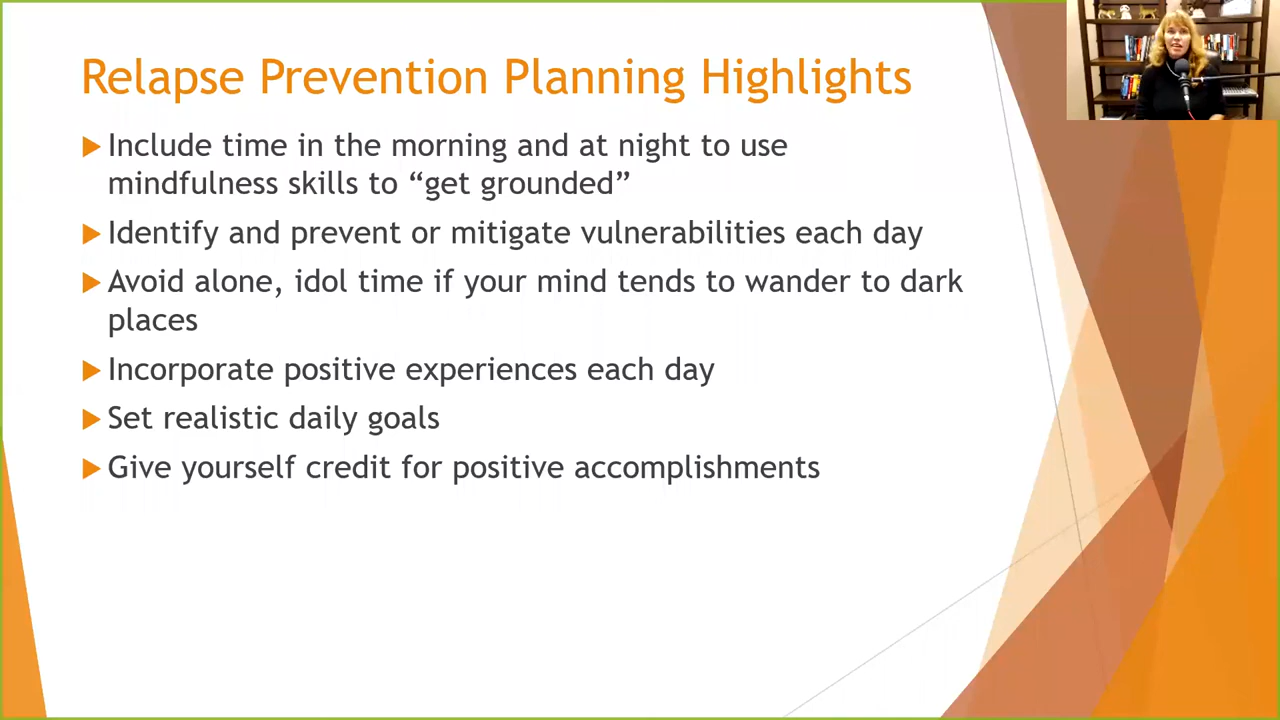 Relapse Prevention Planning Highlights
Include time in the morning and at night to use
mindfulness skills to “get grounded”
Identify and prevent or mitigate vulnerabilities each day
Avoid alone, idol time if your mind tends to wander to dark
places
Incorporate positive experiences each day
Set realistic daily goals
Give yourself credit for positive accomplishments